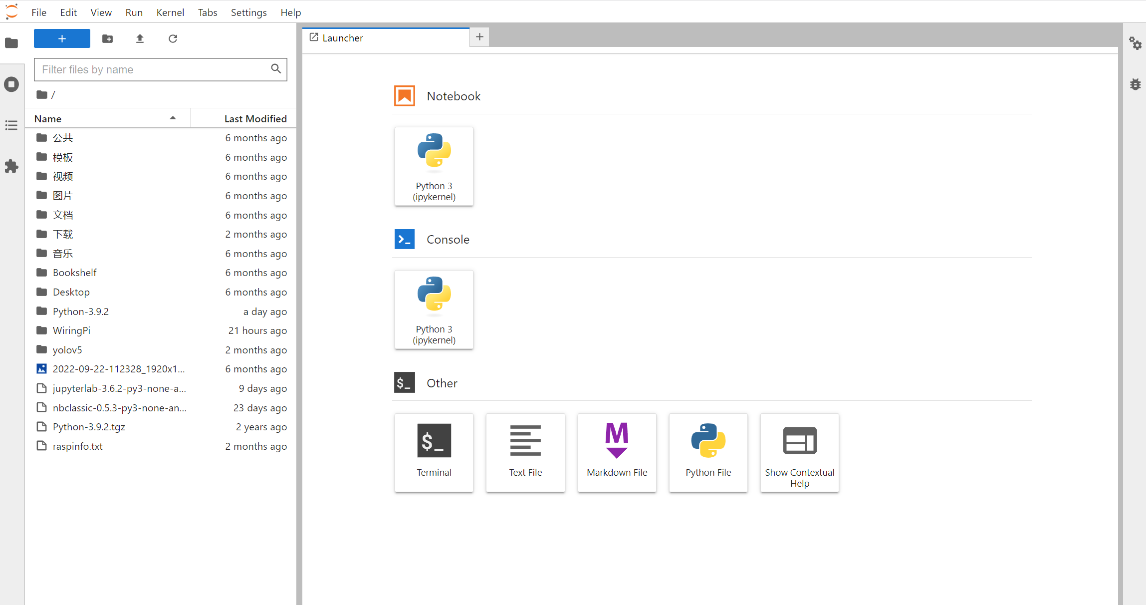 File Edit View Run Kernel Tabs Settings Help
Filter files by name
/
Name Last Modified
公共 6 months ago
模板 6 months ago
视频 6 months ago
图片 6 months ago
文档 6 months ago
下载 2 months ago
音乐 6 months ago
Bookshelf 6 months ago
Desktop 6 months ago
Python-3.9.2 a day ago
WiringPi 21 hours ago
yolov5 2 months ago
2022-09-22-112328_1920x1... 6 months ago
jupyterlab-3.6.2-py3-none-a... 9 days ago
nbclassic-0.5.3-py3-none-an... 23 days ago
Python-3.9.2.tgz 2 years ago
raspinfo.txt 2 months ago
Launcher
Notebook
Python 3
(ipykernel)
Console
Python 3
(ipykernel)
$_ Other
$_ M
Terminal Text File Markdown File Python File Show Contextual
Help